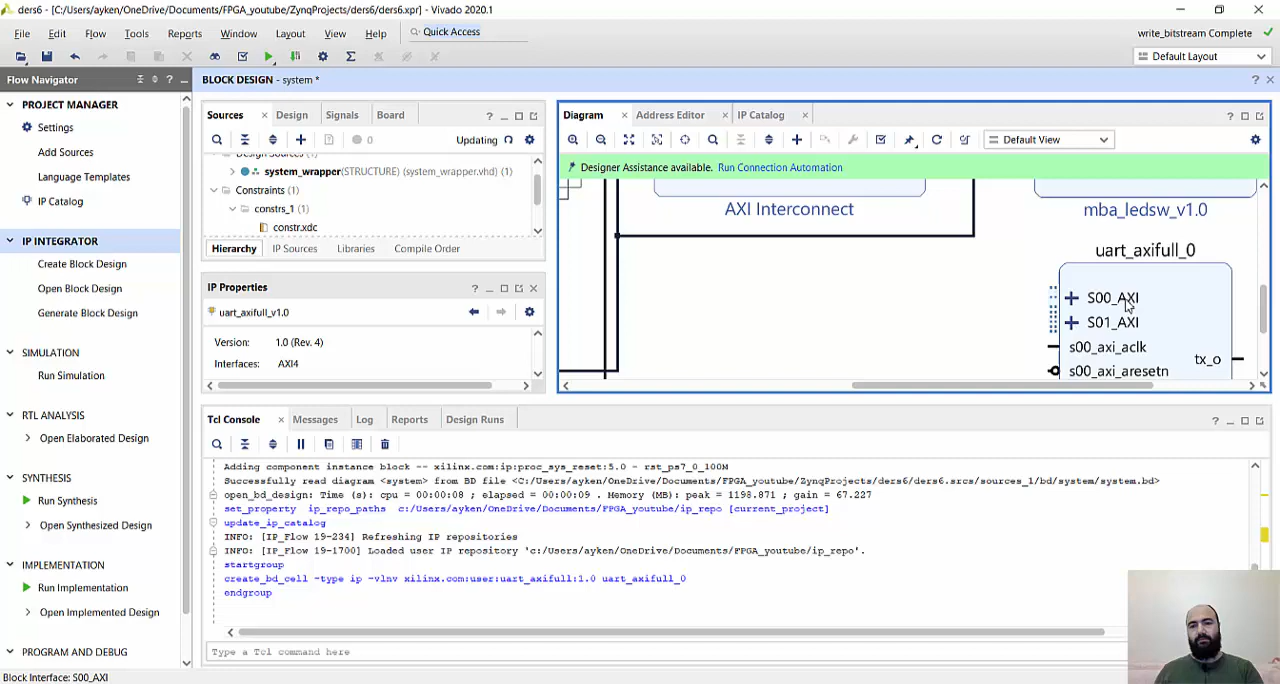 ders6 - [C:/Users/ayken/OneDrive/Documents/FPGA_youtube/ZynqProjects/ders6/ders6.xpr] - Vivado 2020.1
File Edit Flow Tools Reports Window Layout View Help Quick Access
write_bitstream Complete
Default Layout
Flow Navigator
BLOCK DESIGN - system *
PROJECT MANAGER
Settings
Add Sources
Language Templates
IP Catalog
IP INTEGRATOR
Create Block Design
Open Block Design
Generate Block Design
SIMULATION
Run Simulation
RTL ANALYSIS
Open Elaborated Design
SYNTHESIS
Run Synthesis
Open Synthesized Design
IMPLEMENTATION
Run Implementation
Open Implemented Design
PROGRAM AND DEBUG
Sources Design Signals Board
0 Updating
Design Sources (1)
system_wrapper(STRUCTURE) (system_wrapper.vhd) (1)
Constraints (1)
constrs_1 (1)
constr.xdc
Hierarchy IP Sources Libraries Compile Order
IP Properties
uart_axifull_v1.0
Version: 1.0 (Rev. 4)
Interfaces: AXI4
Diagram Address Editor IP Catalog
Default View
Designer Assistance available. Run Connection Automation
AXI Interconnect
mba_ledsw_v1.0
uart_axifull_0
S00_AXI
S01_AXI
s00_axi_aclk
tx_o
s00_axi_aresetn
Tcl Console Messages Log Reports Design Runs
Adding component instance block -- xilinx.com:ip:proc_sys_reset:5.0 - rst_ps7_0_100M
Successfully read diagram <system> from BD file <C:/Users/ayken/OneDrive/Documents/FPGA_youtube/ZynqProjects/ders6/ders6.srcs/sources_1/bd/system/system.bd>
open_bd_design: Time (s): cpu = 00:00:08 ; elapsed = 00:00:09 . Memory (MB): peak = 1198.871 ; gain = 67.227
set_property ip_repo_paths c:/Users/ayken/OneDrive/Documents/FPGA_youtube/ip_repo [current_project]
update_ip_catalog
INFO: [IP_Flow 19-234] Refreshing IP repositories
INFO: [IP_Flow 19-1700] Loaded user IP repository 'c:/Users/ayken/OneDrive/Documents/FPGA_youtube/ip_repo'.
startgroup
create_bd_cell -type ip -vlnv xilinx.com:user:uart_axifull:1.0 uart_axifull_0
endgroup
Type a Tcl command here
Block Interface: S00_AXI